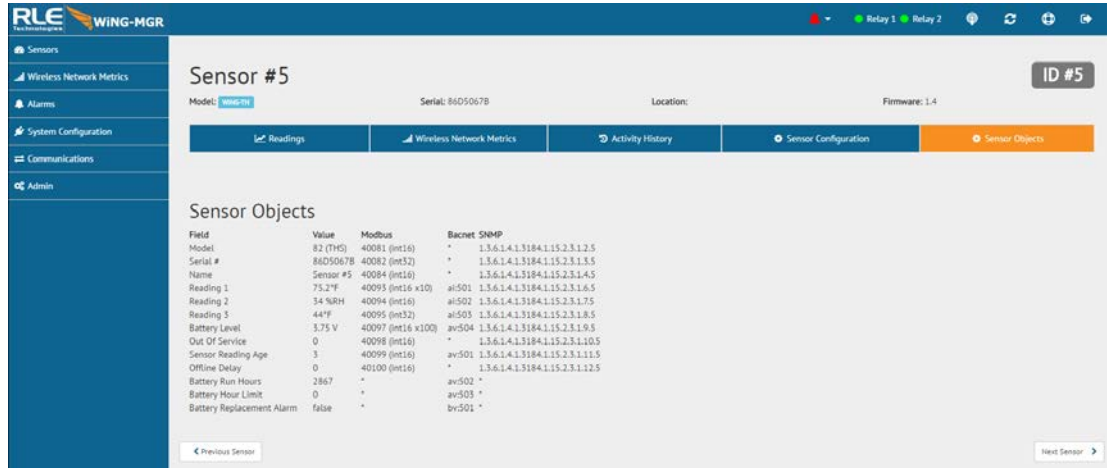 RLE WiNG-MGR
Technologies
Relay 1 Relay 2
Sensors
Wireless Network Metrics
Alarms
System Configuration
Communications
Admin
Sensor #5
ID #5
Model: WiNG-TH Serial: 86D5067B Location: Firmware: 1.4
Readings Wireless Network Metrics Activity History Sensor Configuration Sensor Objects
Sensor Objects
Field Value Modbus Bacnet SNMP
Model 82 (THS) 40081 (Int16) * 1.3.6.1.4.1.3184.1.15.2.3.1.2.5
Serial # 86D5067B 40082 (Int32) * 1.3.6.1.4.1.3184.1.15.2.3.1.3.5
Name Sensor #5 40084 (Int16) * 1.3.6.1.4.1.3184.1.15.2.3.1.4.5
Reading 1 75.2°F 40093 (Int16 x10) ai:501 1.3.6.1.4.1.3184.1.15.2.3.1.6.5
Reading 2 34 %RH 40094 (Int16) ai:502 1.3.6.1.4.1.3184.1.15.2.3.1.7.5
Reading 3 44°F 40095 (Int32) ai:503 1.3.6.1.4.1.3184.1.15.2.3.1.8.5
Battery Level 3.75 V 40097 (Int16 x100) av:504 1.3.6.1.4.1.3184.1.15.2.3.1.9.5
Out Of Service 0 40098 (Int16) * 1.3.6.1.4.1.3184.1.15.2.3.1.10.5
Sensor Reading Age 3 40099 (Int16) av:501 1.3.6.1.4.1.3184.1.15.2.3.1.11.5
Offline Delay 0 40100 (Int16) * 1.3.6.1.4.1.3184.1.15.2.3.1.12.5
Battery Run Hours 2867 * av:502 *
Battery Hour Limit 0 * av:503 *
Battery Replacement Alarm false * bv:501 *
Previous Sensor Next Sensor